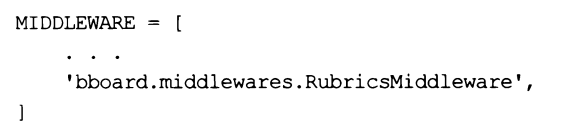 MIDDLEWARE = [
. . .
'bboard.middlewares.RubricsMiddleware',
]